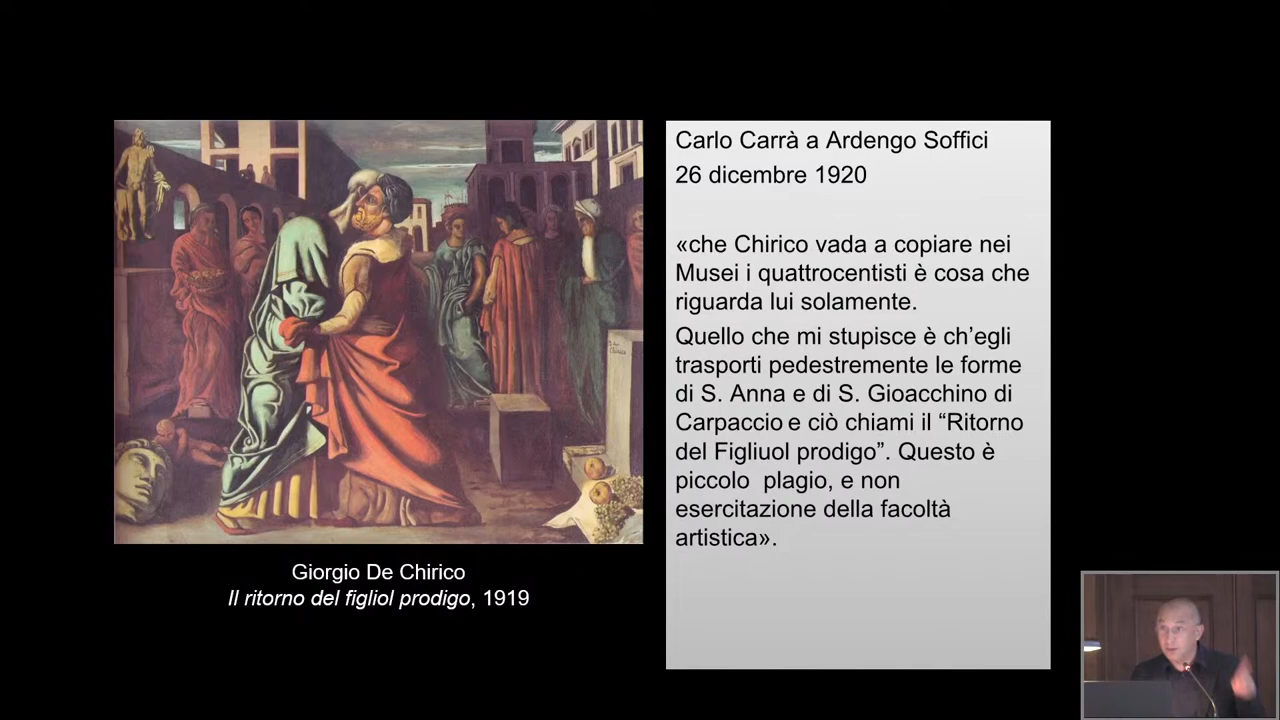 Carlo Carrà a Ardengo Soffici
26 dicembre 1920
«che Chirico vada a copiare nei
Musei i quattrocentisti è cosa che
riguarda lui solamente.
Quello che mi stupisce è ch’egli
trasporti pedestremente le forme
di S. Anna e di S. Gioacchino di
Carpaccio e ciò chiami il “Ritorno
del Figliuol prodigo”. Questo è
piccolo plagio, e non
esercitazione della facoltà
artistica».
Giorgio De Chirico
Il ritorno del figliol prodigo, 1919